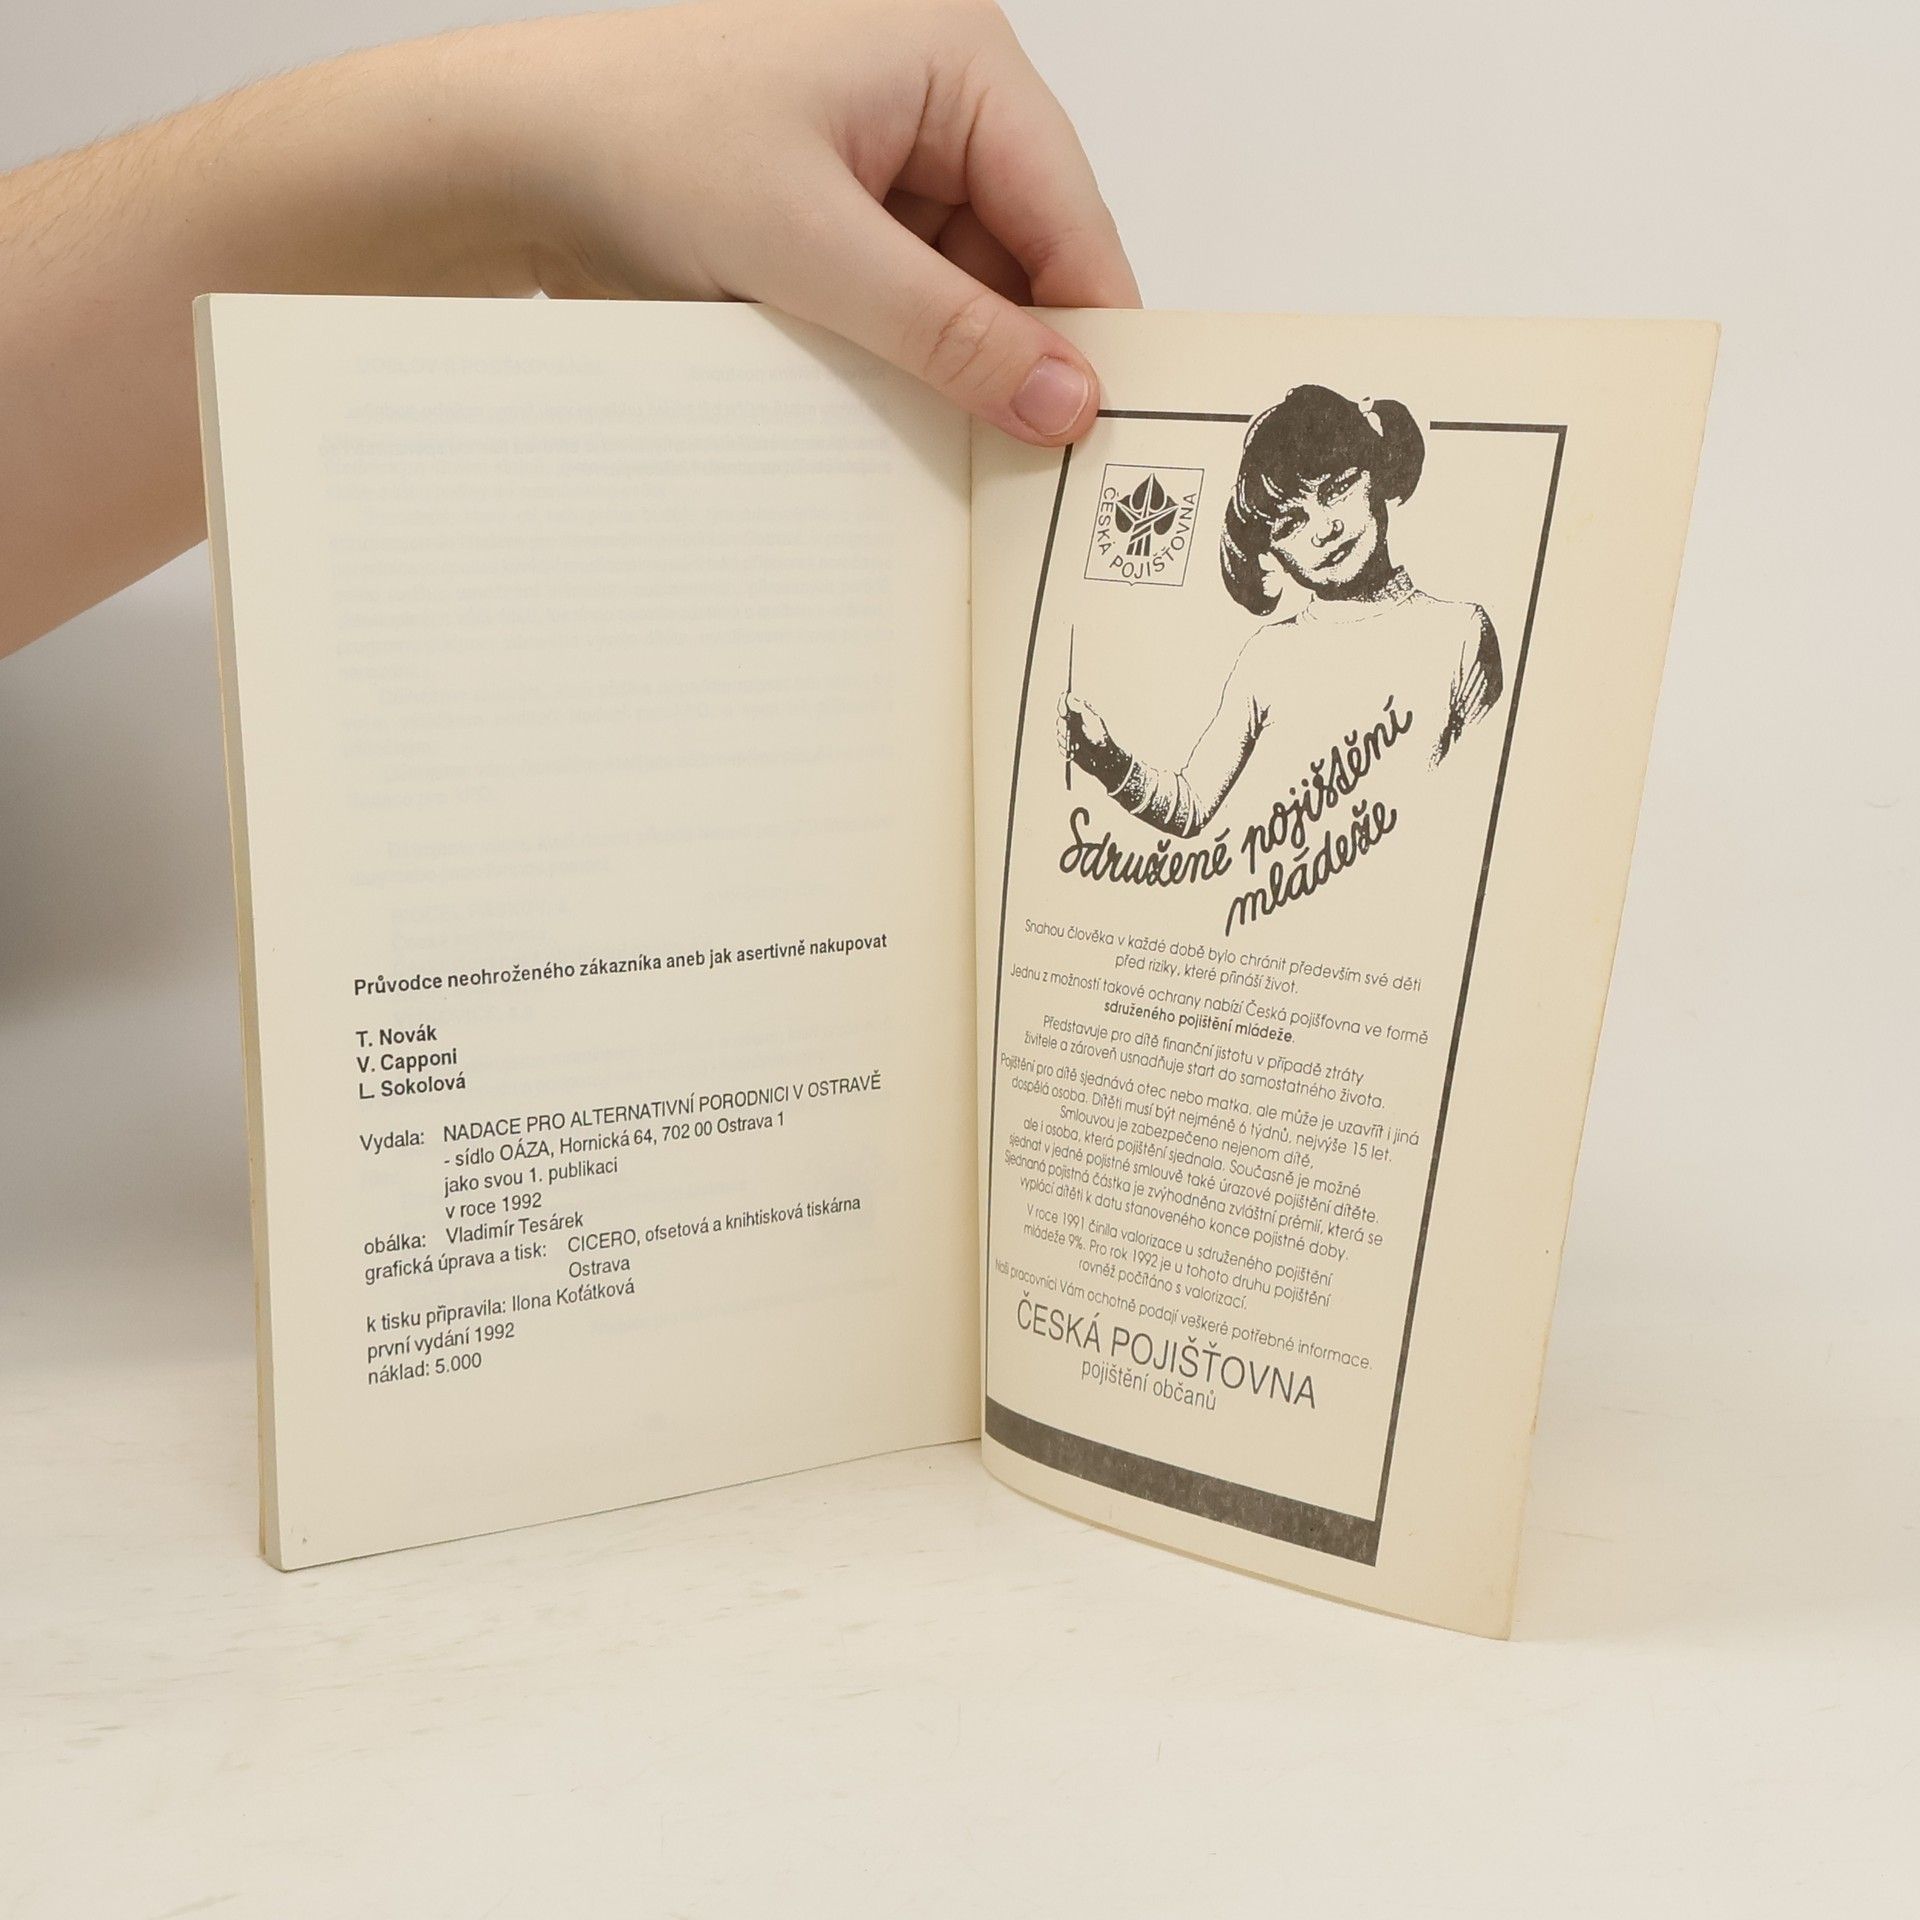 Průvodce neohroženého zákazníka aneb jak asertivně nakupovat
T. Novák
V. Capponi
L. Sokolová
Vydala: NADACE PRO ALTERNATIVNÍ PORODNICI V OSTRAVĚ
- sídlo OÁZA, Hornická 64, 702 00 Ostrava 1
jako svou 1. publikaci
v roce 1992
obálka: Vladimír Tesárek
grafická úprava a tisk: CICERO, ofsetová a knihtisková tiskárna
Ostrava
k tisku připravila: Ilona Koťátková
první vydání 1992
náklad: 5.000
ČESKÁ POJIŠŤOVNA
Sdružené pojištění
mládeže
Snahou člověka v každé době bylo chránit především své děti
před riziky, které přináší život.
Jednu z možností takové ochrany nabízí Česká pojišťovna ve formě
sdruženého pojištění mládeže.
Představuje pro dítě finanční jistotu v případě ztráty
živitele a zároveň usnadňuje start do samostatného života.
Pojištění pro dítě sjednává otec nebo matka, ale může je uzavřít i jiná
dospělá osoba. Dítěti musí být nejméně 6 týdnů, nejvýše 15 let.
Smlouvou je zabezpečeno nejenom dítě,
ale i osoba, která pojištění sjednala. Současně je možné
sjednat v jedné pojistné smlouvě také úrazové pojištění dítěte.
Sjednaná pojistná částka je zvýhodněna zvláštní prémií, která se
vyplácí dítěti k datu stanoveného konce pojistné doby.
V roce 1991 činila valorizace u sdruženého pojištění
mládeže 9%. Pro rok 1992 je u tohoto druhu pojištění
rovněž počítáno s valorizací.
Naši pracovníci Vám ochotně podají veškeré potřebné informace.
ČESKÁ POJIŠŤOVNA
pojištění občanů